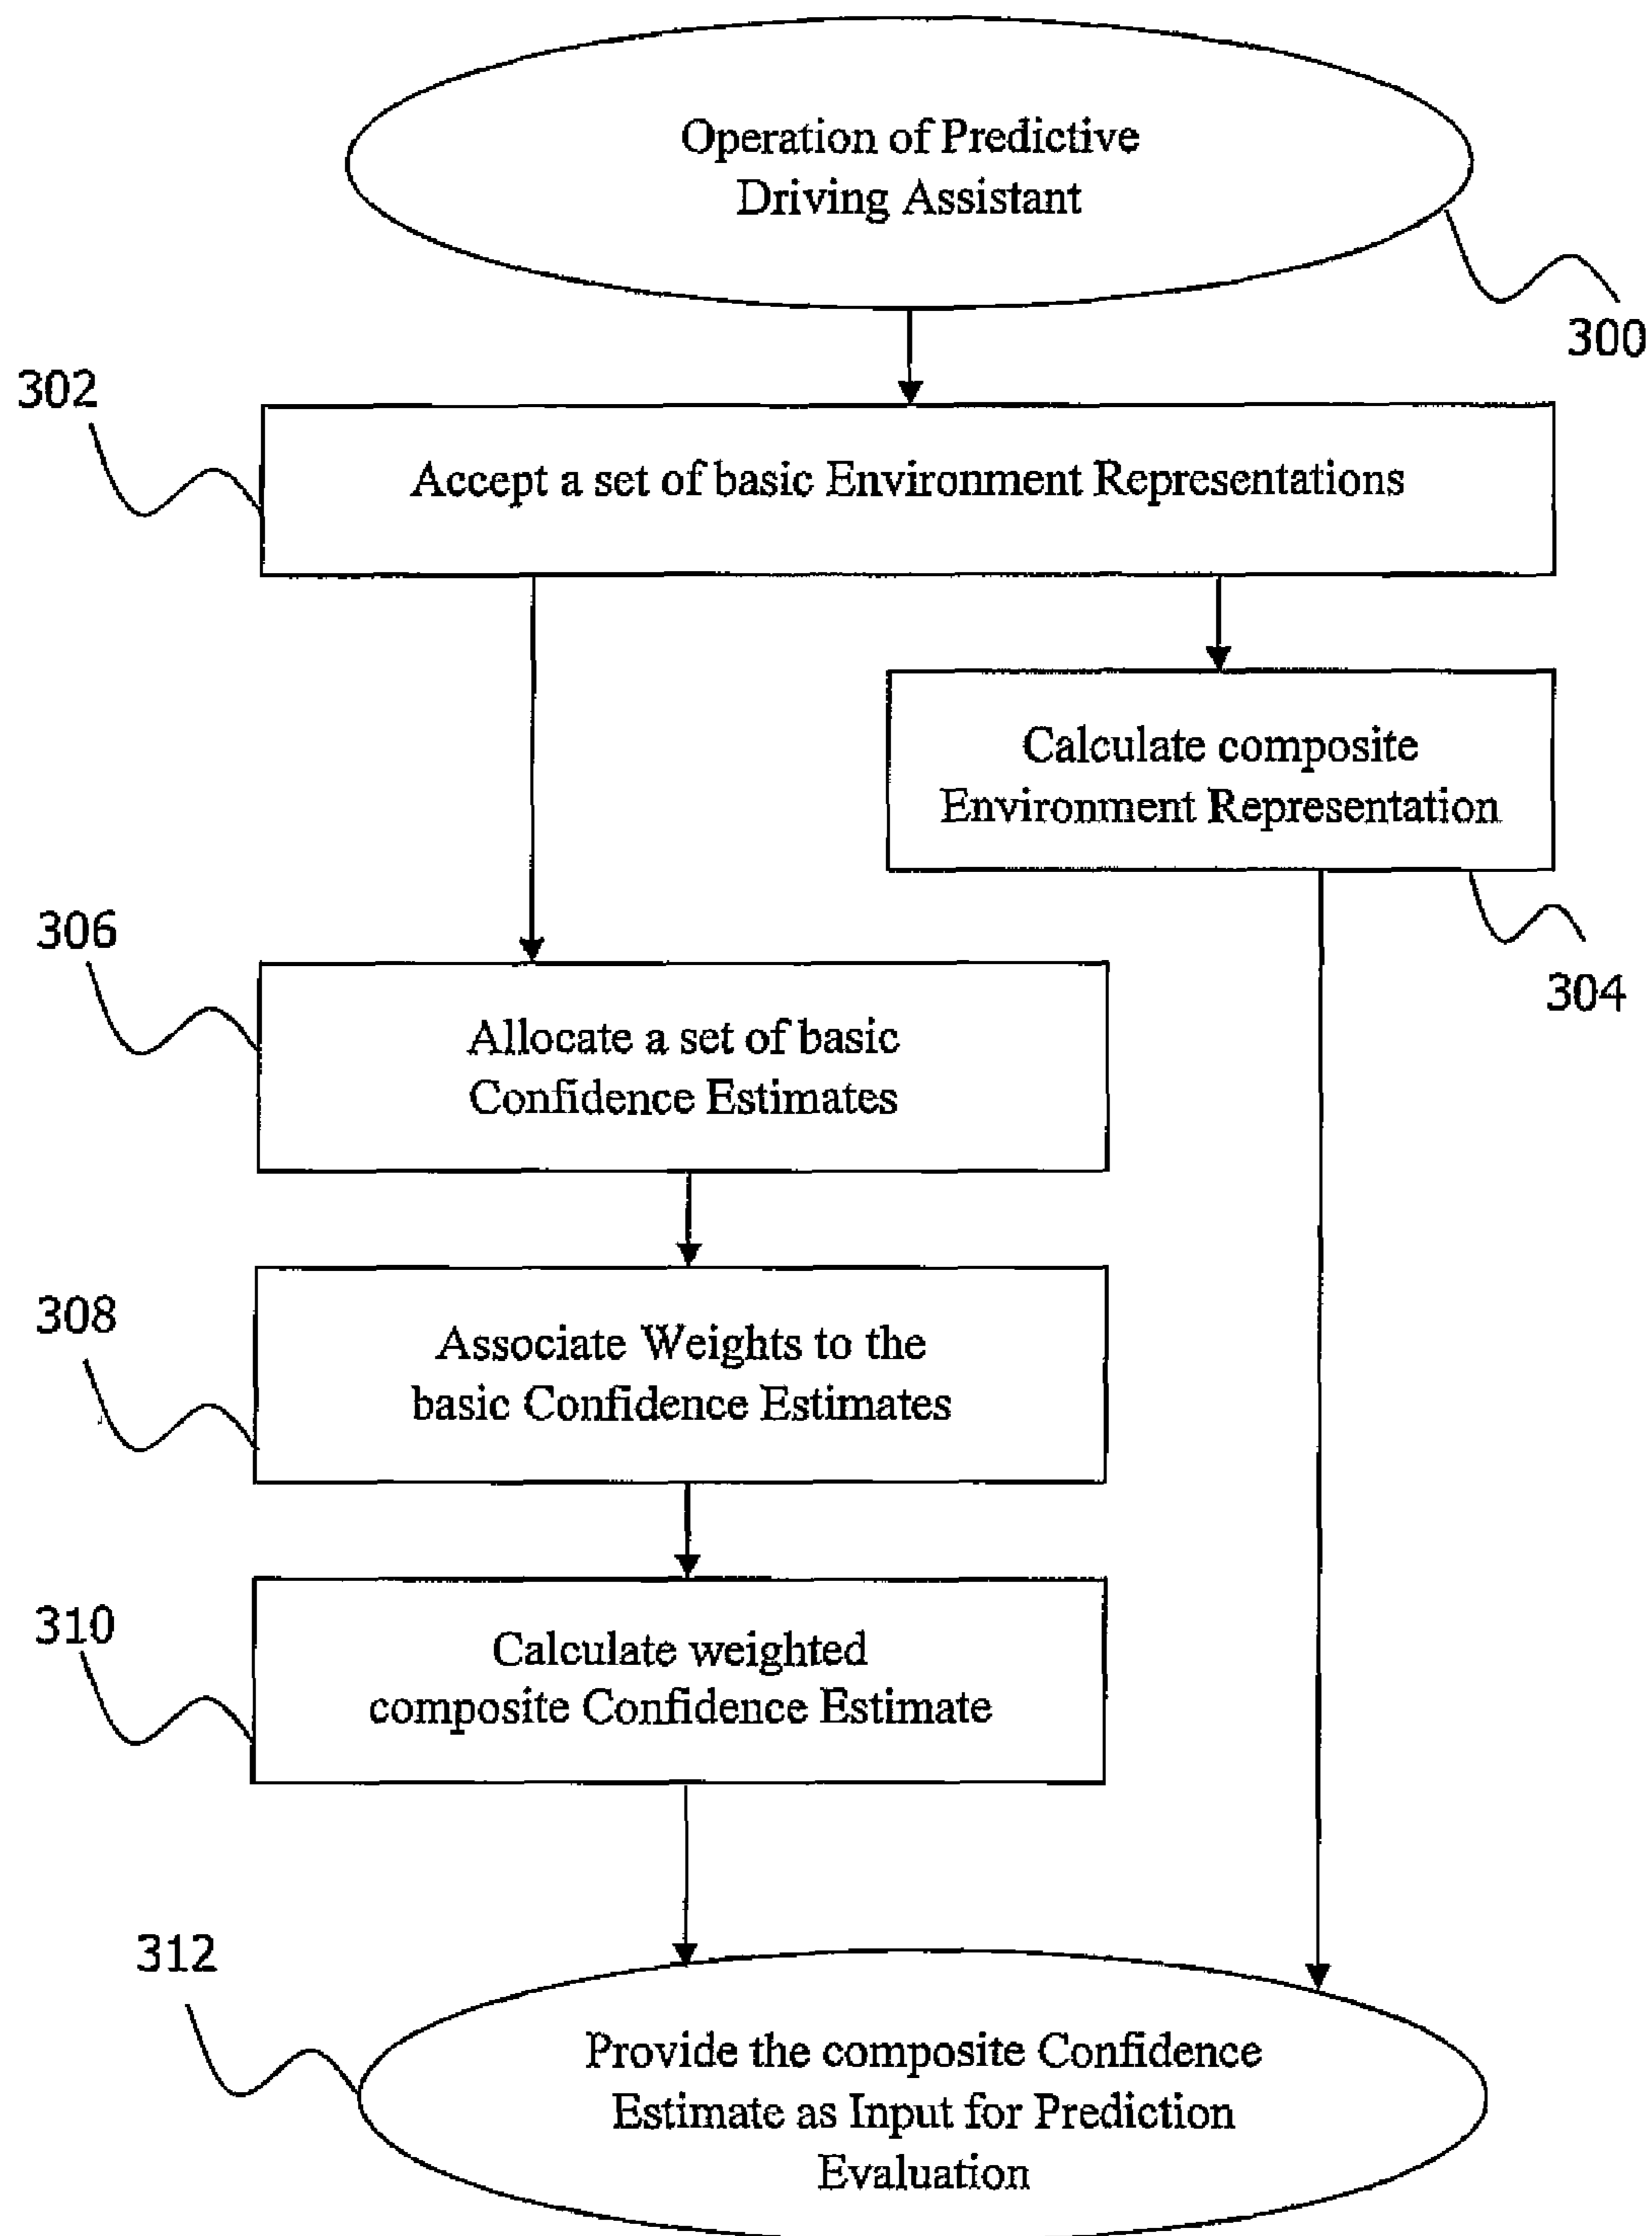 Operation of Predictive
Driving Assistant
300
302
Accept a set of basic Environment Representations
Calculate composite
Environment Representation
304
306
Allocate a set of basic
Confidence Estimates
308
Associate Weights to the
basic Confidence Estimates
310
Calculate weighted
composite Confidence Estimate
312
Provide the composite Confidence
Estimate as Input for Prediction
Evaluation